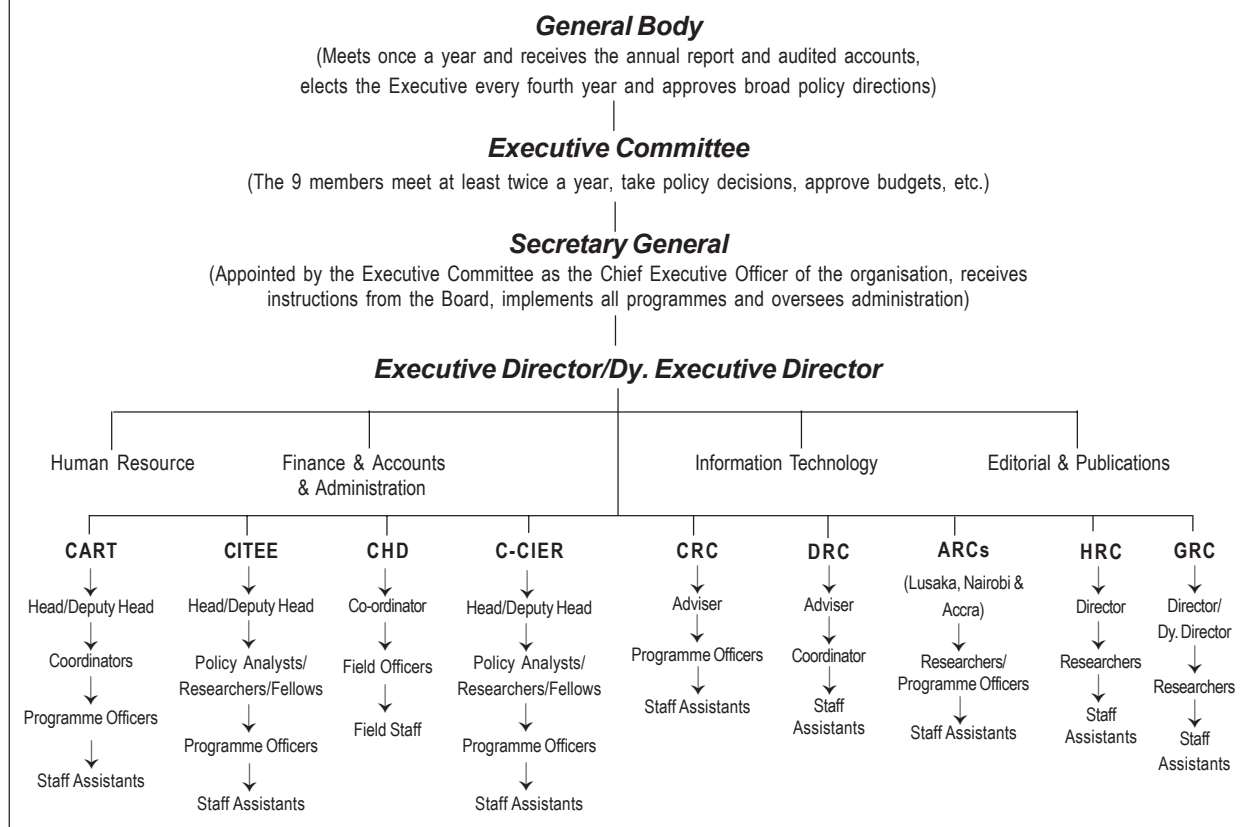 General Body
(Meets once a year and receives the annual report and audited accounts,
elects the Executive every fourth year and approves broad policy directions)
Executive Committee
(The 9 members meet at least twice a year, take policy decisions, approve budgets, etc.)
Secretary General
(Appointed by the Executive Committee as the Chief Executive Officer of the organisation, receives
instructions from the Board, implements all programmes and oversees administration)
Executive Director/Dy. Executive Director
Human Resource
Finance & Accounts
& Administration
Information Technology
Editorial & Publications
CART
Head/Deputy Head
Coordinators
Programme Officers
Staff Assistants
CITEE
Head/Deputy Head
Policy Analysts/
Researchers/Fellows
Programme Officers
Staff Assistants
CHD
Co-ordinator
Field Officers
Field Staff
C-CIER
Head/Deputy Head
Policy Analysts/
Researchers/Fellows
Programme Officers
Staff Assistants
CRC
Adviser
Programme Officers
Staff Assistants
DRC
Adviser
Coordinator
Staff
Assistants
ARCs
(Lusaka, Nairobi &
Accra)
Researchers/
Programme Officers
Staff Assistants
HRC
Director
Researchers
Staff
Assistants
GRC
Director/
Dy. Director
Researchers
Staff
Assistants